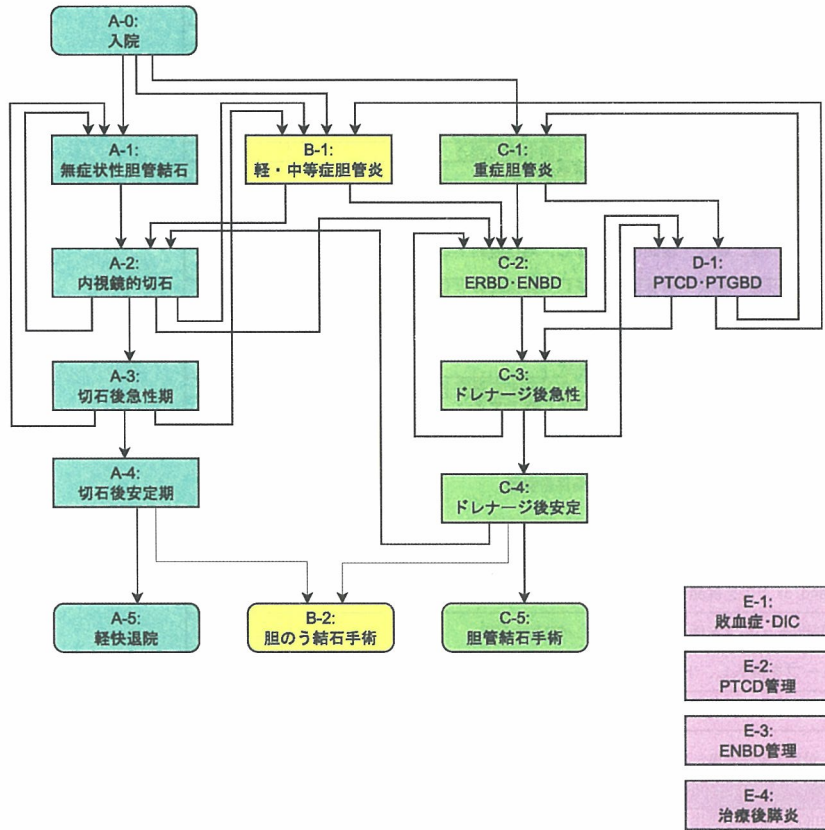 A-0:
入院
A-1:
無症状性胆管結石
B-1:
軽・中等症胆管炎
C-1:
重症胆管炎
A-2:
内視鏡的切石
C-2:
ERBD・ENBD
D-1:
PTCD・PTGBD
A-3:
切石後急性期
C-3:
ドレナージ後急性
A-4:
切石後安定期
C-4:
ドレナージ後安定
A-5:
軽快退院
B-2:
胆のう結石手術
C-5:
胆管結石手術
E-1:
敗血症・DIC
E-2:
PTCD管理
E-3:
ENBD管理
E-4:
治療後膵炎